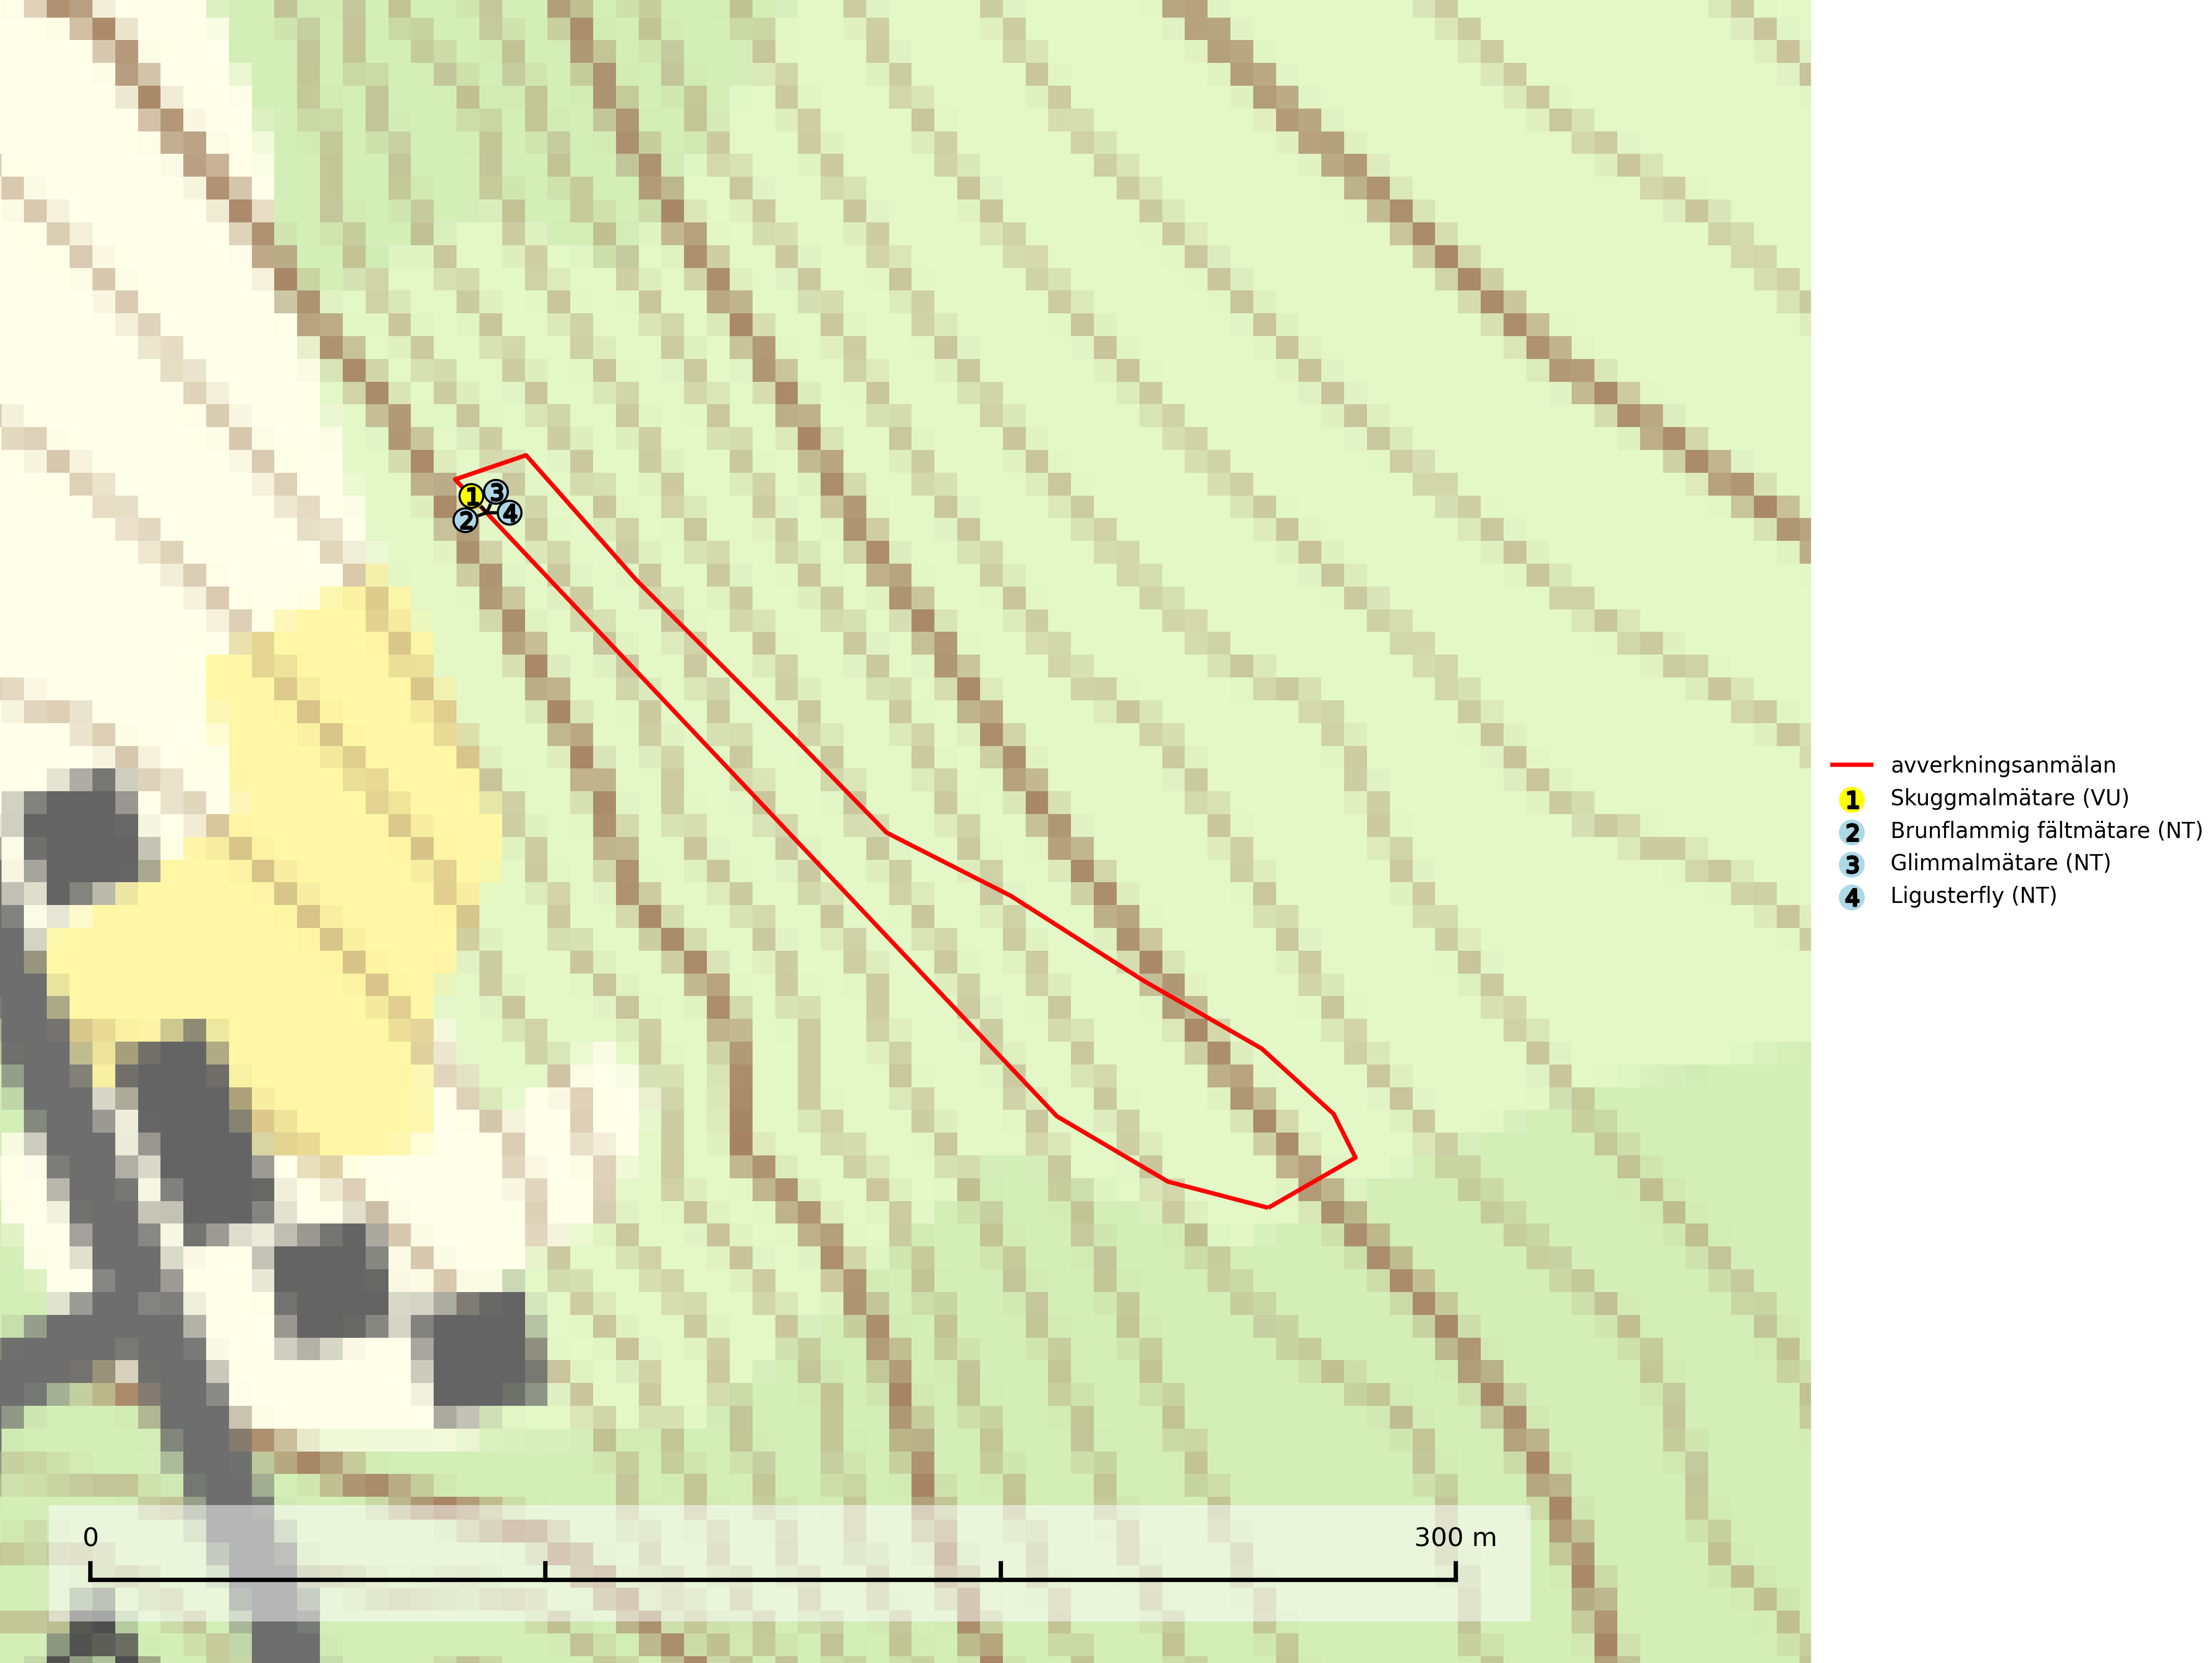 1
3
2
4
avverkningsanmälan
1 Skuggmalmätare (VU)
2 Brunflammig fältmätare (NT)
3 Glimmalmätare (NT)
4 Ligusterfly (NT)
0 300 m